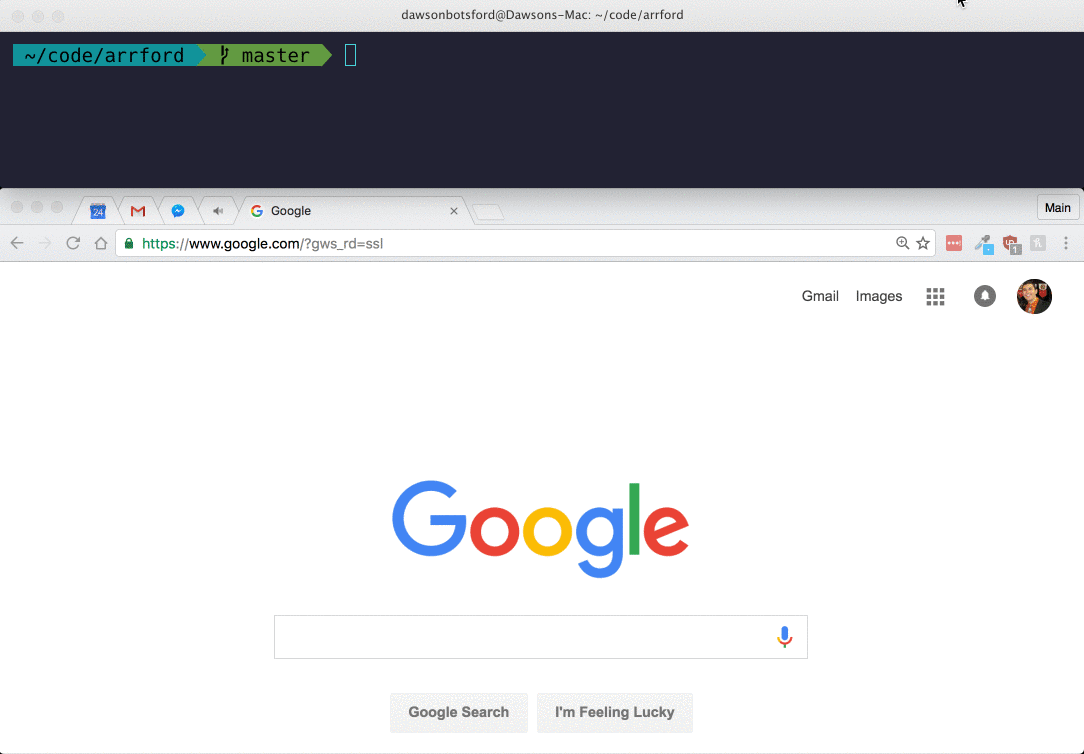 dawsonbotsford@Dawsons-Mac: ~/code/arrford
~/code/arrford master
24 Google Main
https://www.google.com/?gws_rd=ssl 1
Gmail Images
Google
Google Search I'm Feeling Lucky